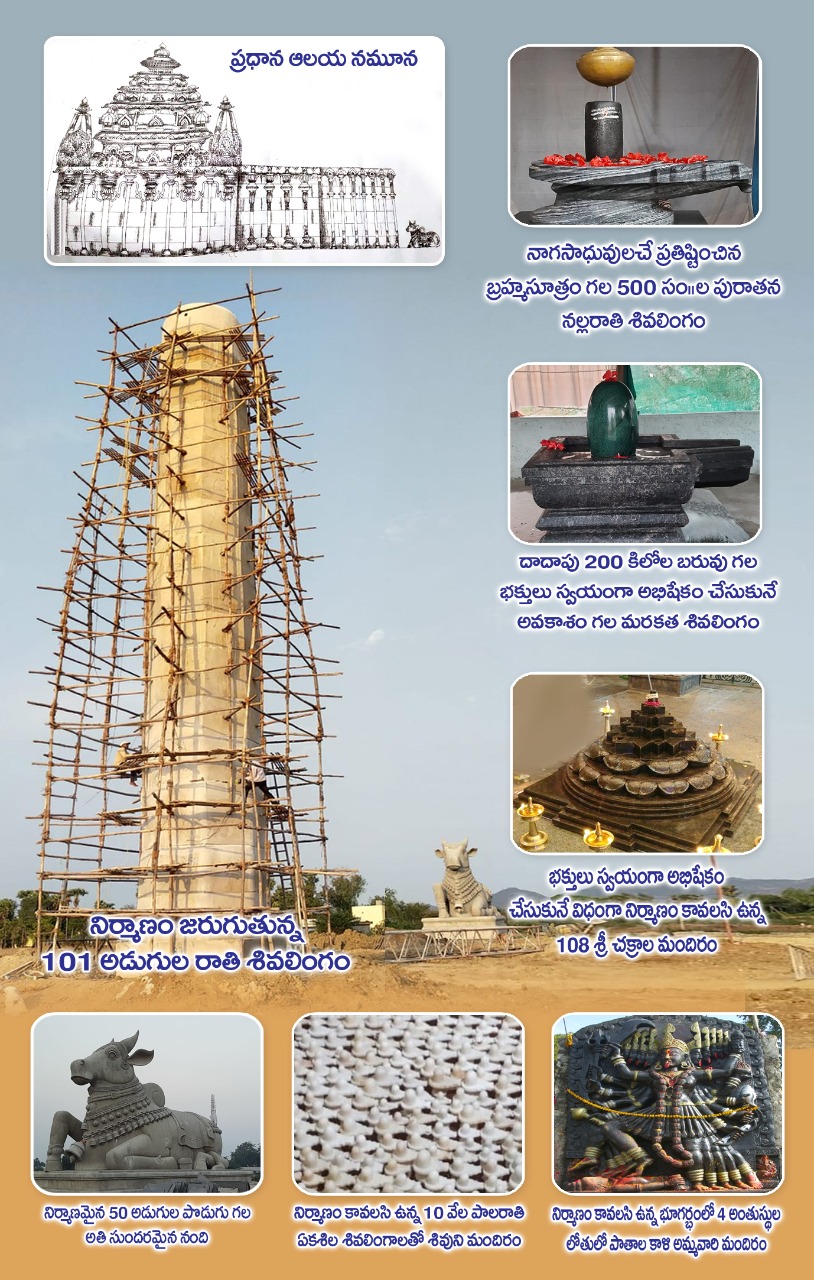 ప్రధాన ఆలయ నమూన
నాగసాధువులచే ప్రతిష్టించిన
బ్రహ్మసూత్రం గల 500 సం॥ల పురాతన
నల్లరాతి శివలింగం
దాదాపు 200 కిలోల బరువు గల
భక్తులు స్వయంగా అభిషేకం చేసుకునే
అవకాశం గల మరకత శివలింగం
భక్తులు స్వయంగా అభిషేకం
చేసుకునే విధంగా నిర్మాణం కావలసి ఉన్న
108 శ్రీ చక్రాల మందిరం
నిర్మాణం జరుగుతున్న
101 అడుగుల రాతి శివలింగం
నిర్మాణమైన 50 అడుగుల పొడుగు గల
అతి సుందరమైన నంది
నిర్మాణం కావలసి ఉన్న 10 వేల పాలరాతి
ఏకశిల శివలింగాలతో శివుని మందిరం
నిర్మాణం కావలసి ఉన్న భూగర్భంలో 4 అంతస్థుల
లోతులో పాతాల కాళి అమ్మవారి మందిరం